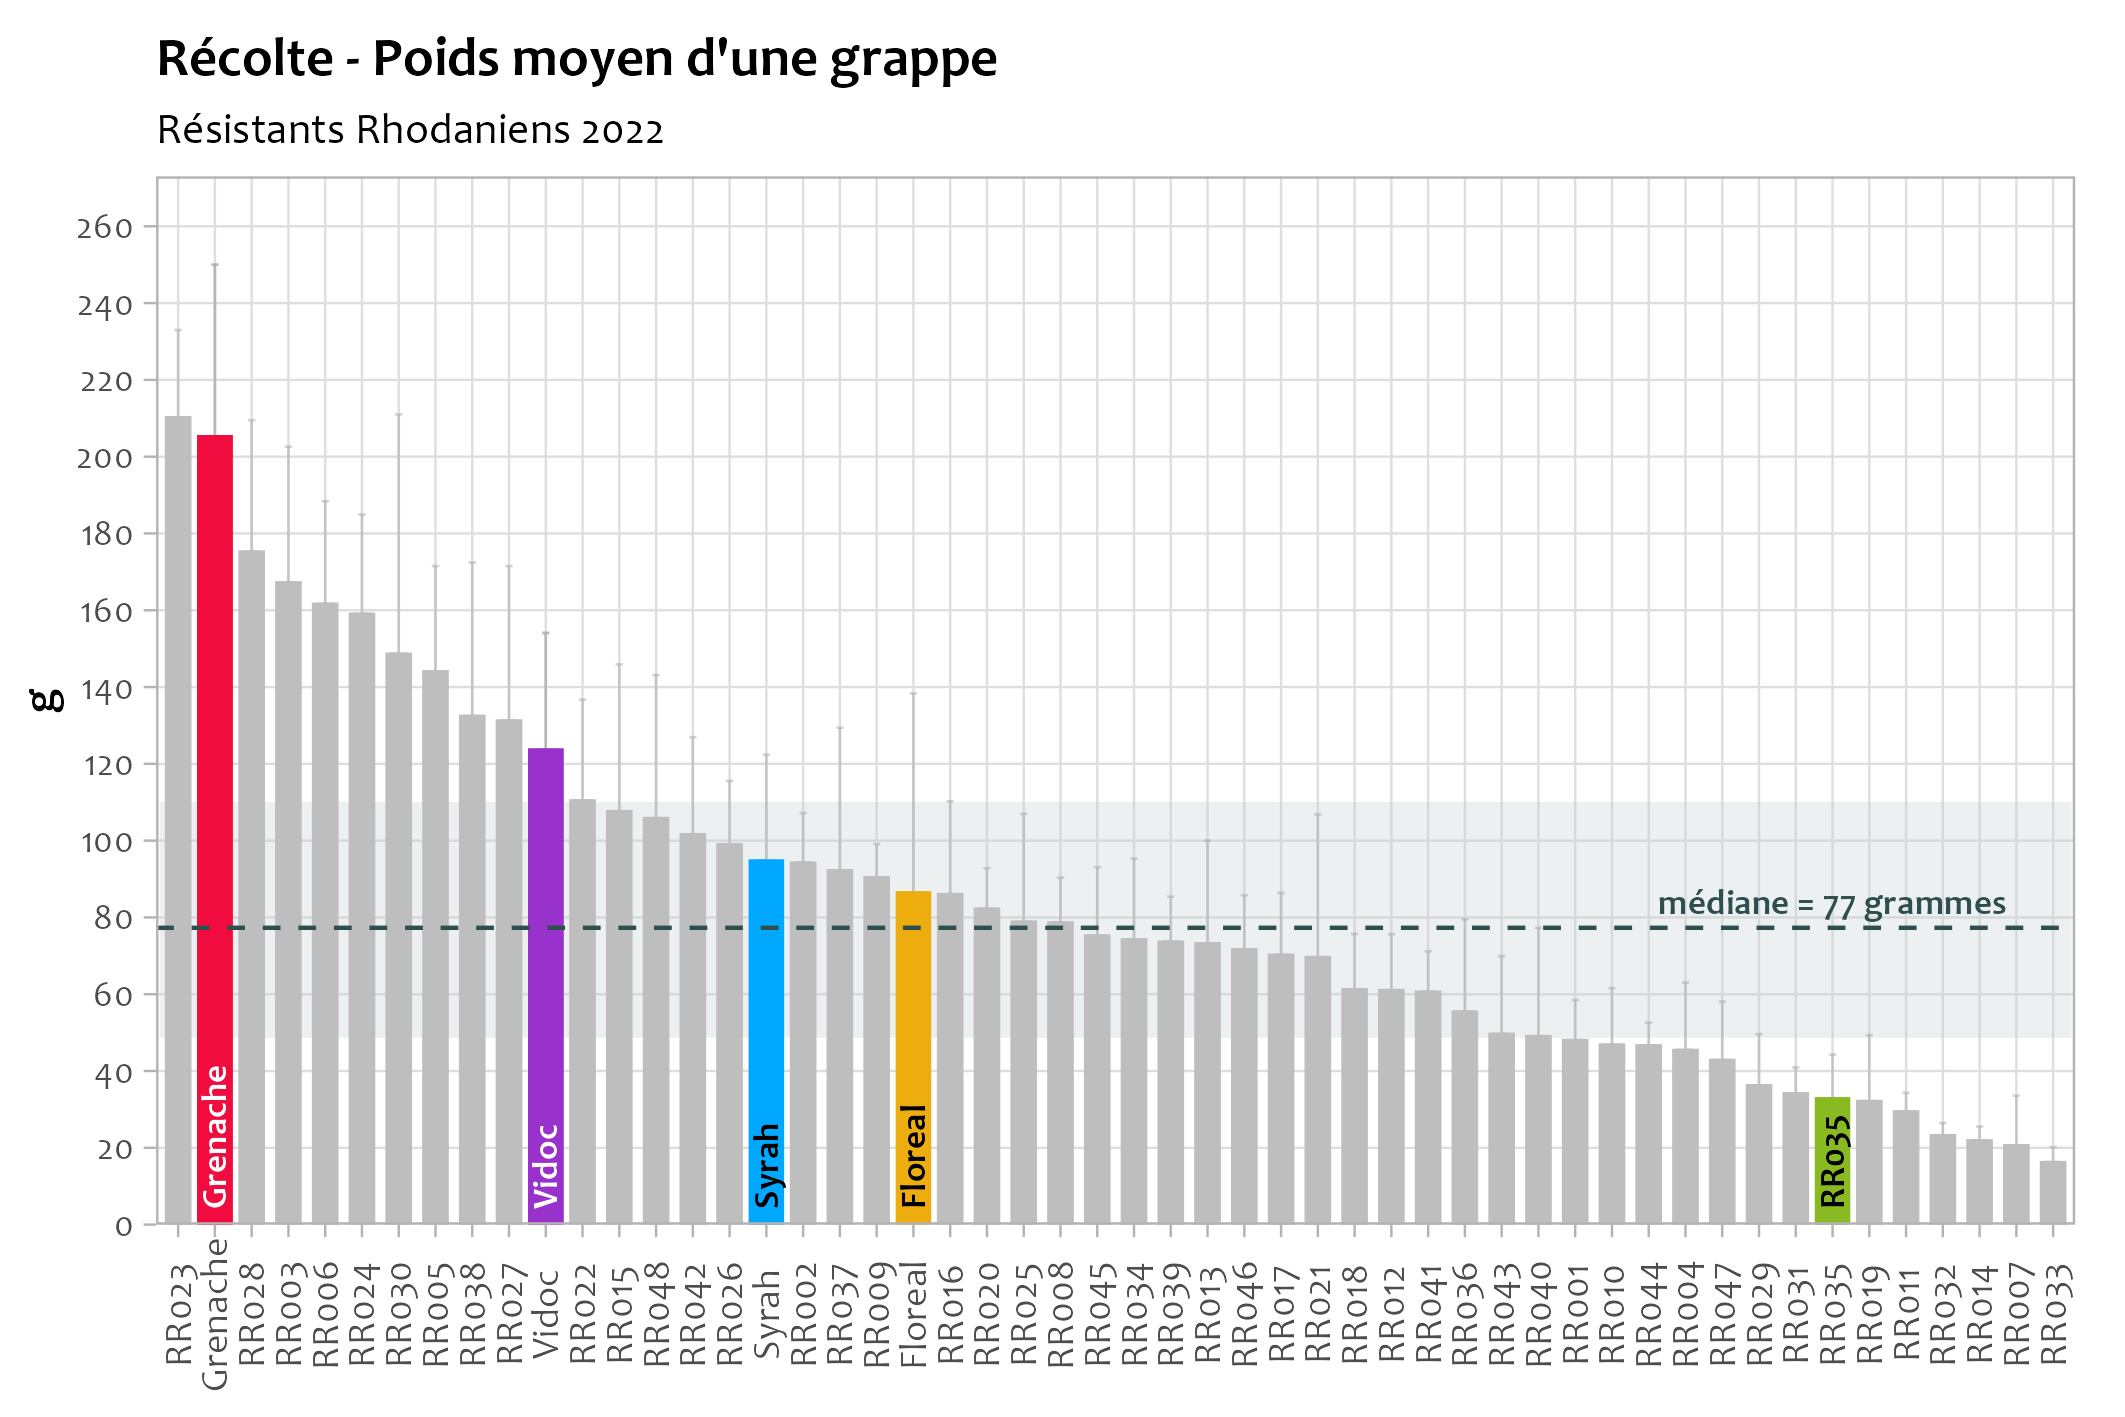 Récolte - Poids moyen d'une grappe
Résistants Rhodaniens 2022
g
260
240
220
200
180
160
140
120
100
80
60
40
20
0
médiane = 77 grammes
Grenache
Vidoc
Syrah
Floreal
RR035
RR023
Grenache
RR028
RR003
RR006
RR024
RR030
RR005
RR038
RR027
Vidoc
RR022
RR015
RR048
RR042
RR026
Syrah
RR002
RR037
RR009
Floreal
RR016
RR020
RR025
RR008
RR045
RR034
RR039
RR013
RR046
RR017
RR021
RR018
RR012
RR041
RR036
RR043
RR040
RR001
RR010
RR044
RR004
RR047
RR029
RR031
RR035
RR019
RR011
RR032
RR014
RR007
RR033